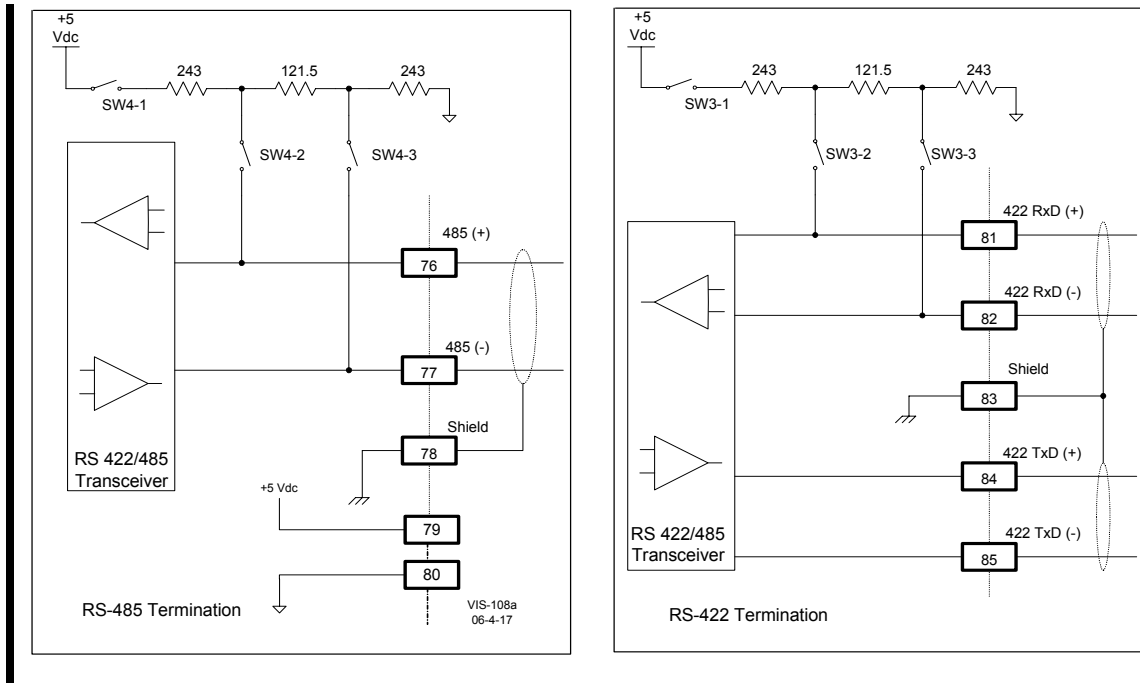 +5
Vdc
243
121.5
243
SW4-1
SW4-2
SW4-3
485 (+)
76
485 (-)
77
Shield
78
RS 422/485
Transceiver
+5 Vdc
79
80
RS-485 Termination
VIS-108a
06-4-17
+5
Vdc
243
121.5
243
SW3-1
SW3-2
SW3-3
422 RxD (+)
81
422 RxD (-)
82
Shield
83
422 TxD (+)
84
RS 422/485
Transceiver
422 TxD (-)
85
RS-422 Termination